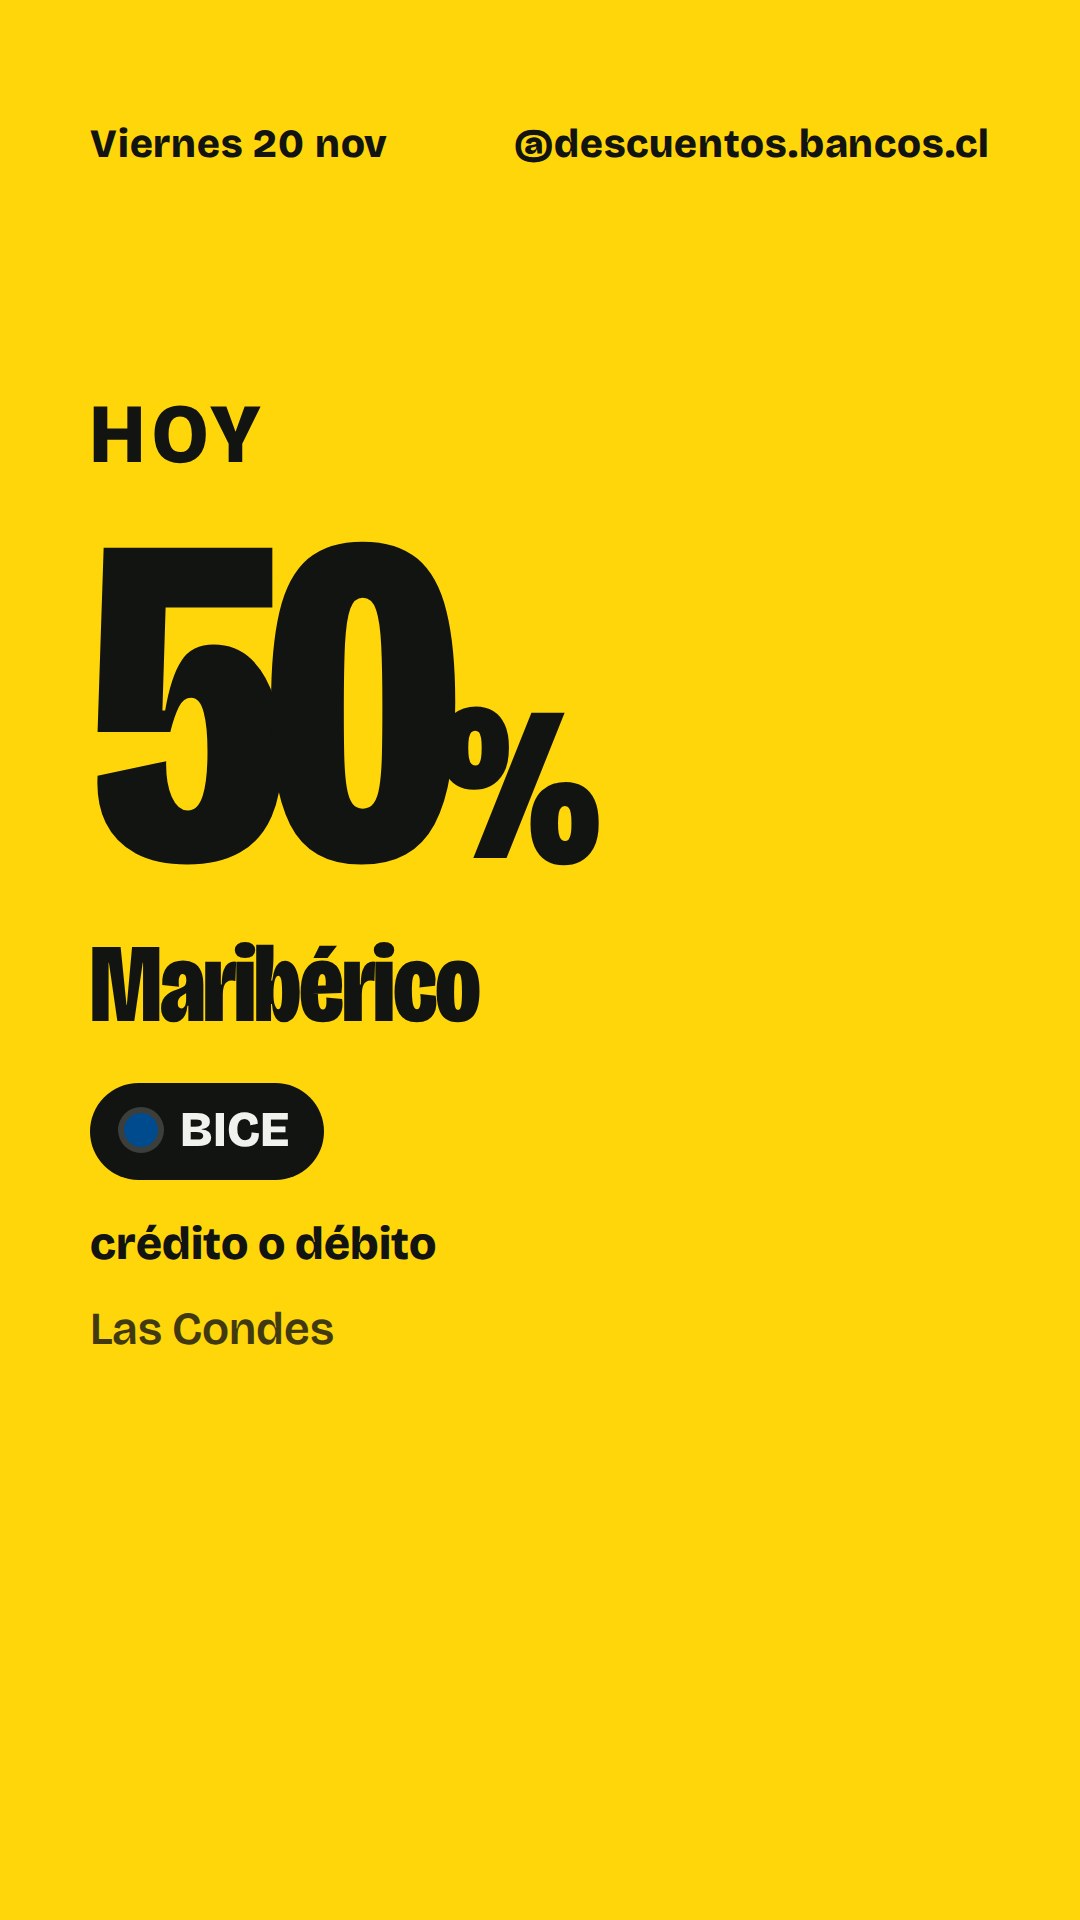 Viernes 20 nov
@descuentos.bancos.cl
HOY
50%
Maribérico
BICE
crédito o débito
Las Condes